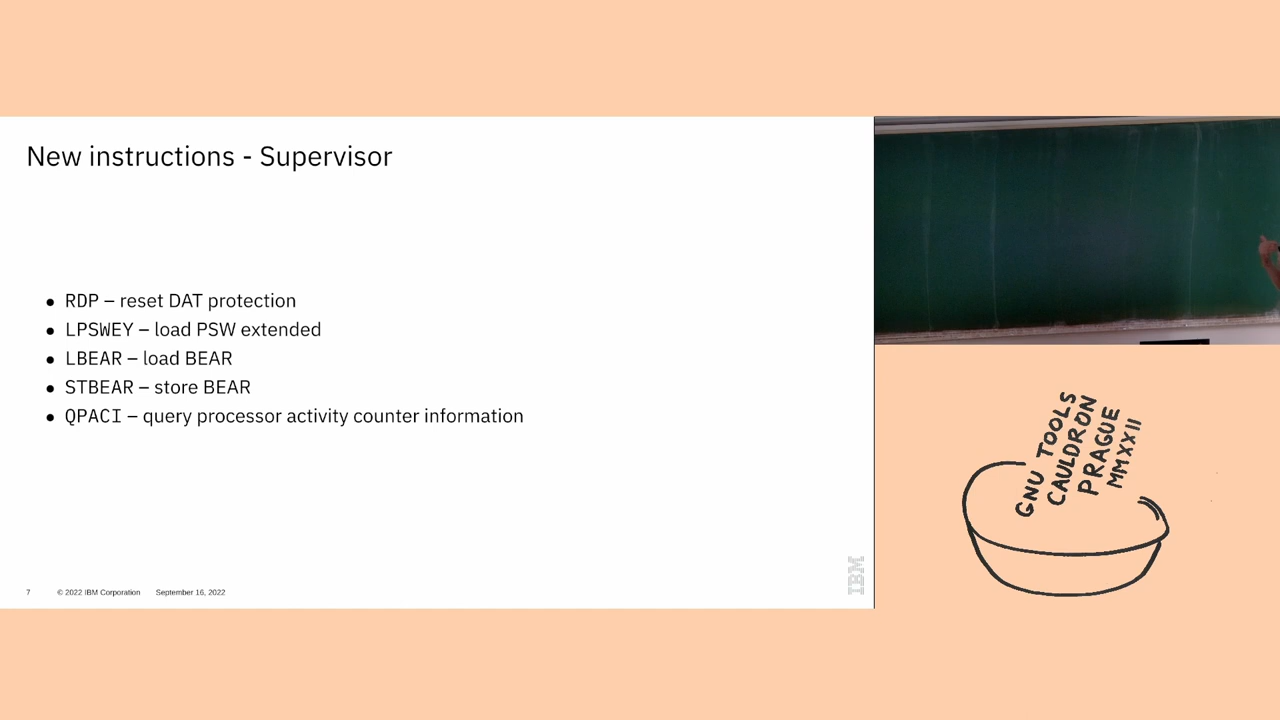 New instructions - Supervisor
● RDP – reset DAT protection
● LPSWEY – load PSW extended
● LBEAR – load BEAR
● STBEAR – store BEAR
● QPACI – query processor activity counter information
7 © 2022 IBM Corporation September 16, 2022
IBM
GNU TOOLS
CAULDRON
PRAGUE
MMXXII